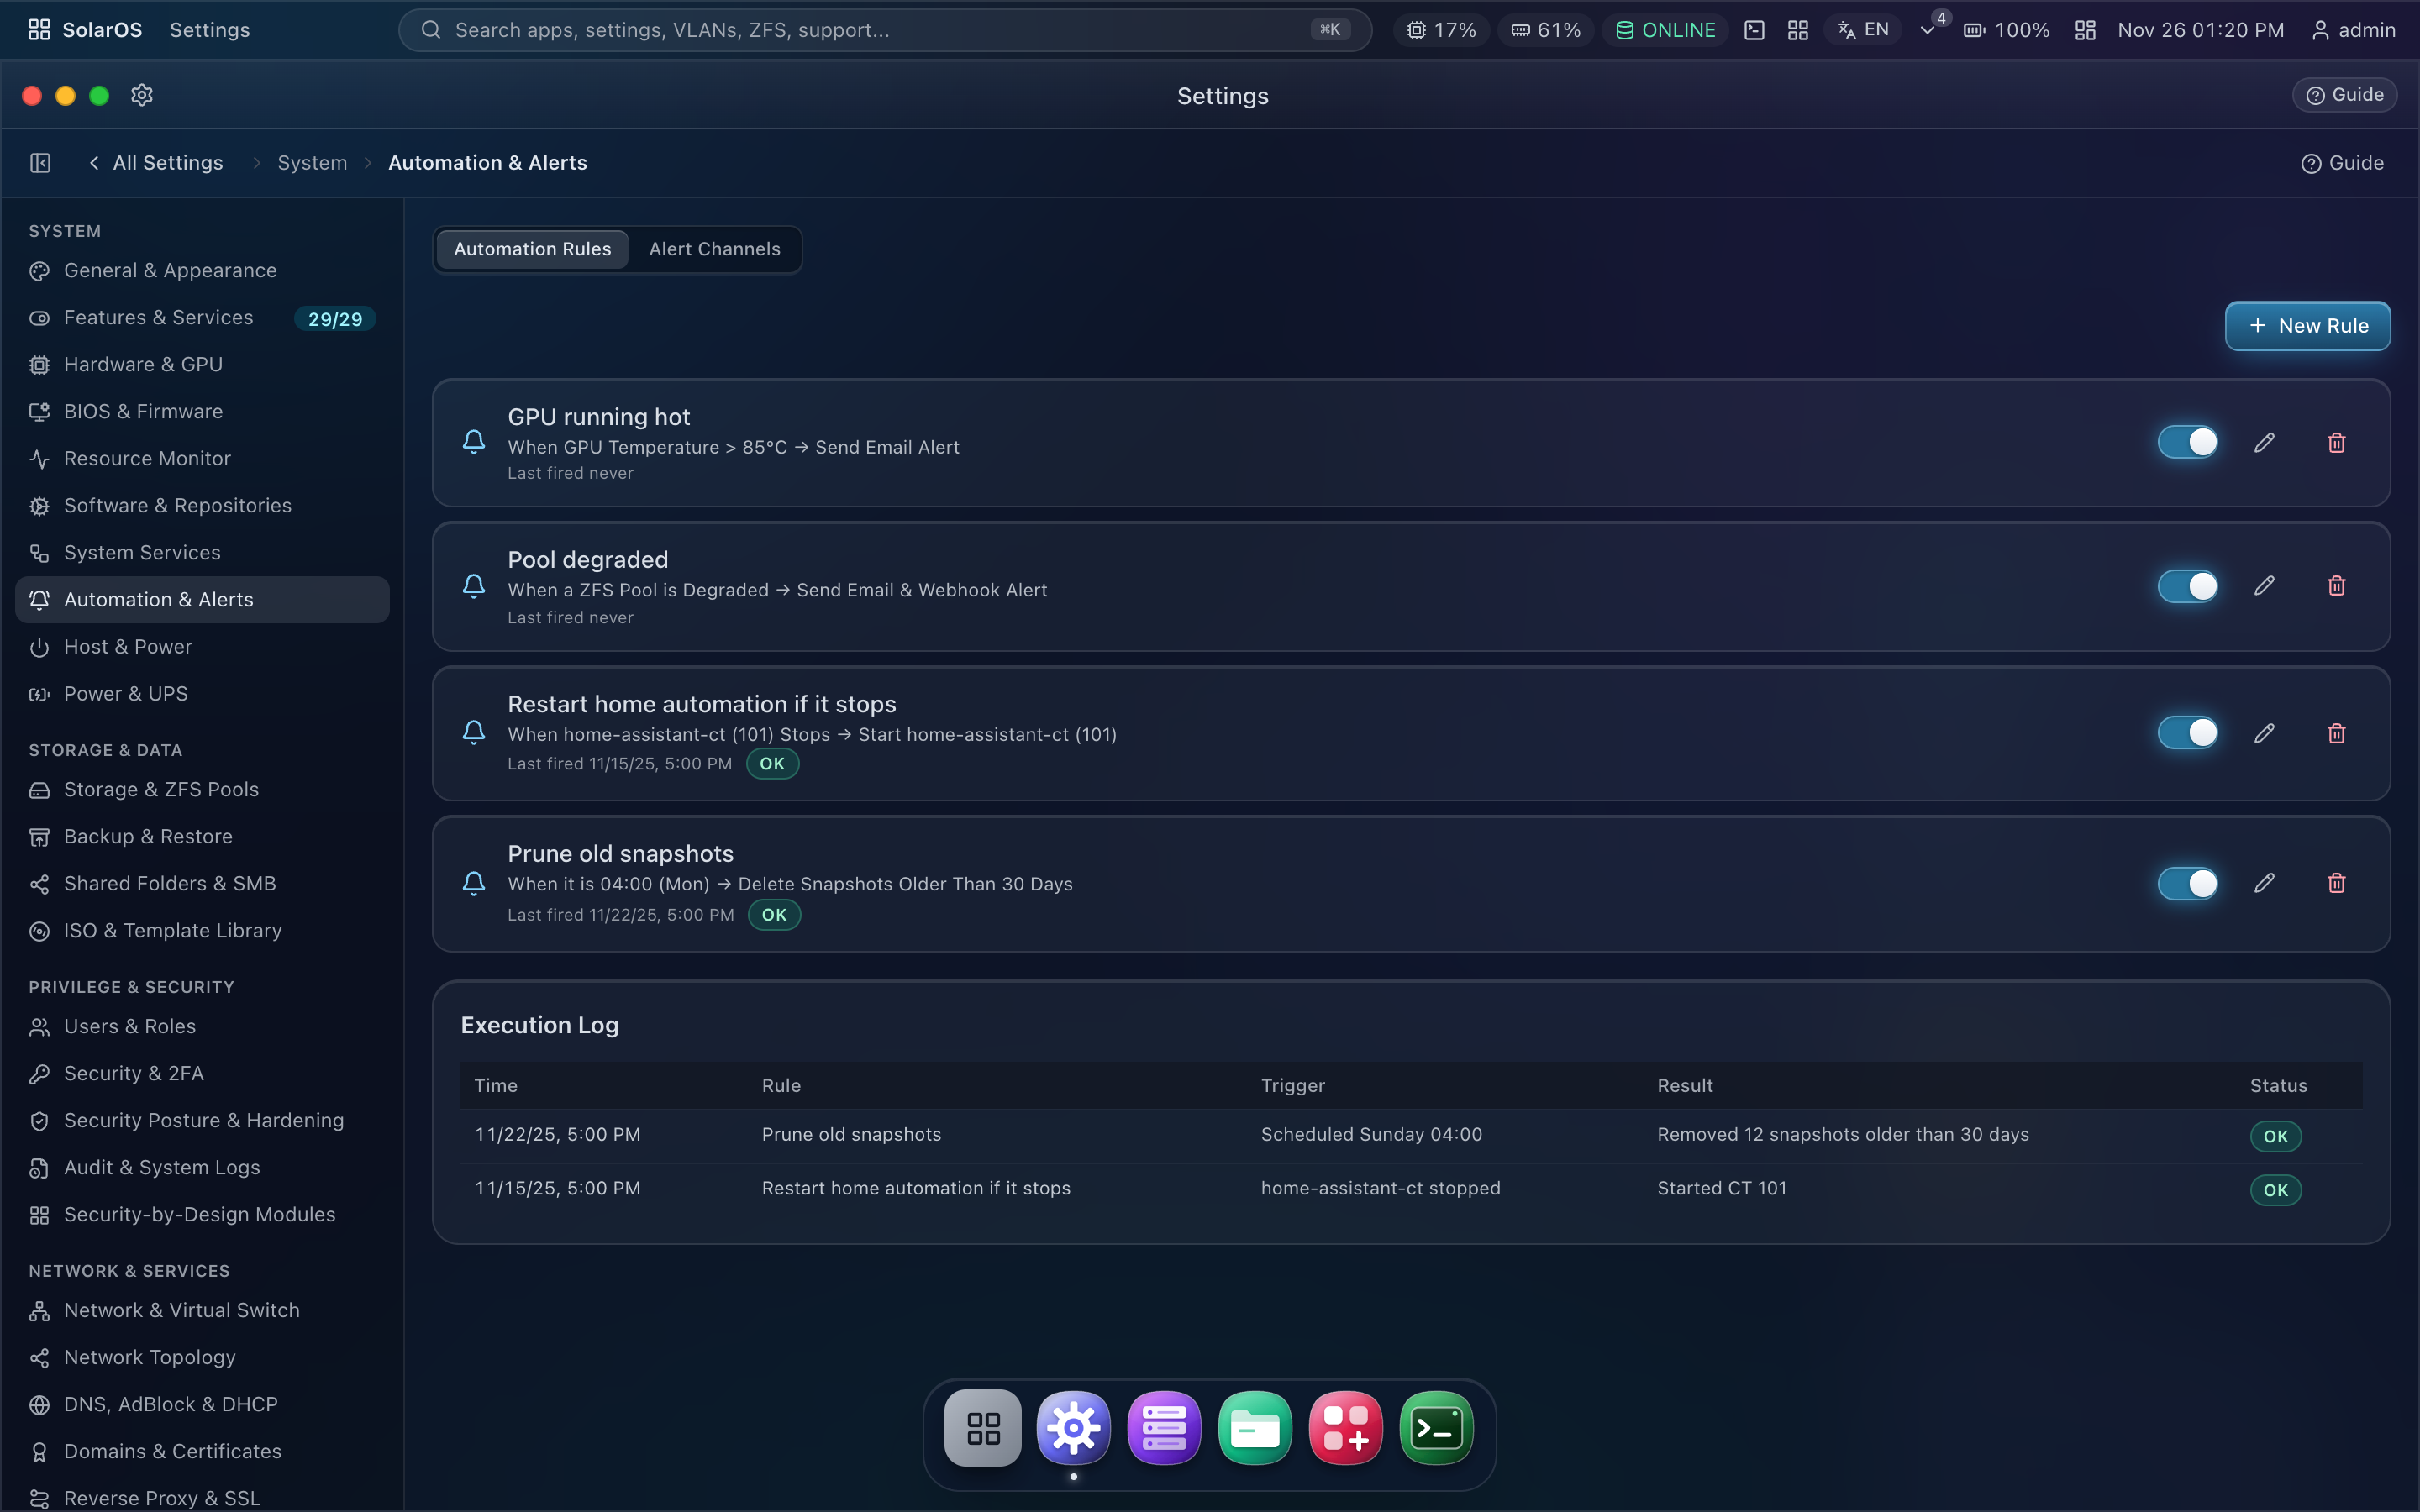 SolarOS Settings Search apps, settings, VLANs, ZFS, support... ⌘K 17% 61% ONLINE EN 4 100% Nov 26 01:20 PM admin
Settings Guide
All Settings System Automation & Alerts Guide
SYSTEM
General & Appearance
Features & Services 29/29
Hardware & GPU
BIOS & Firmware
Resource Monitor
Software & Repositories
System Services
Automation & Alerts
Host & Power
Power & UPS
STORAGE & DATA
Storage & ZFS Pools
Backup & Restore
Shared Folders & SMB
ISO & Template Library
PRIVILEGE & SECURITY
Users & Roles
Security & 2FA
Security Posture & Hardening
Audit & System Logs
Security-by-Design Modules
NETWORK & SERVICES
Network & Virtual Switch
Network Topology
DNS, AdBlock & DHCP
Domains & Certificates
Reverse Proxy & SSL
Automation Rules Alert Channels
New Rule
GPU running hot
When GPU Temperature > 85°C → Send Email Alert
Last fired never
Pool degraded
When a ZFS Pool is Degraded → Send Email & Webhook Alert
Last fired never
Restart home automation if it stops
When home-assistant-ct (101) Stops → Start home-assistant-ct (101)
Last fired 11/15/25, 5:00 PM OK
Prune old snapshots
When it is 04:00 (Mon) → Delete Snapshots Older Than 30 Days
Last fired 11/22/25, 5:00 PM OK
Execution Log
Time Rule Trigger Result Status
11/22/25, 5:00 PM Prune old snapshots Scheduled Sunday 04:00 Removed 12 snapshots older than 30 days OK
11/15/25, 5:00 PM Restart home automation if it stops home-assistant-ct stopped Started CT 101 OK